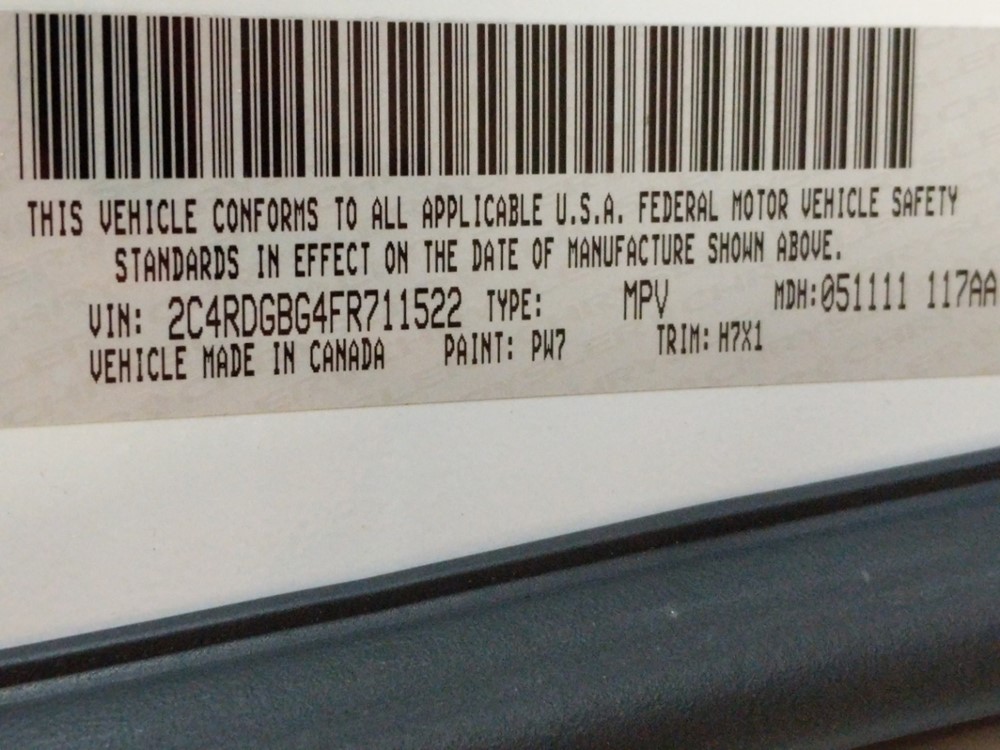 THIS VEHICLE CONFORMS TO ALL APPLICABLE U.S.A. FEDERAL MOTOR VEHICLE SAFETY
STANDARDS IN EFFECT ON THE DATE OF MANUFACTURE SHOWN ABOVE.
VIN: 2C4RDGBG4FR711522 TYPE: MPV MDH:051111 117AA
VEHICLE MADE IN CANADA PAINT: PW7 TRIM: H7X1